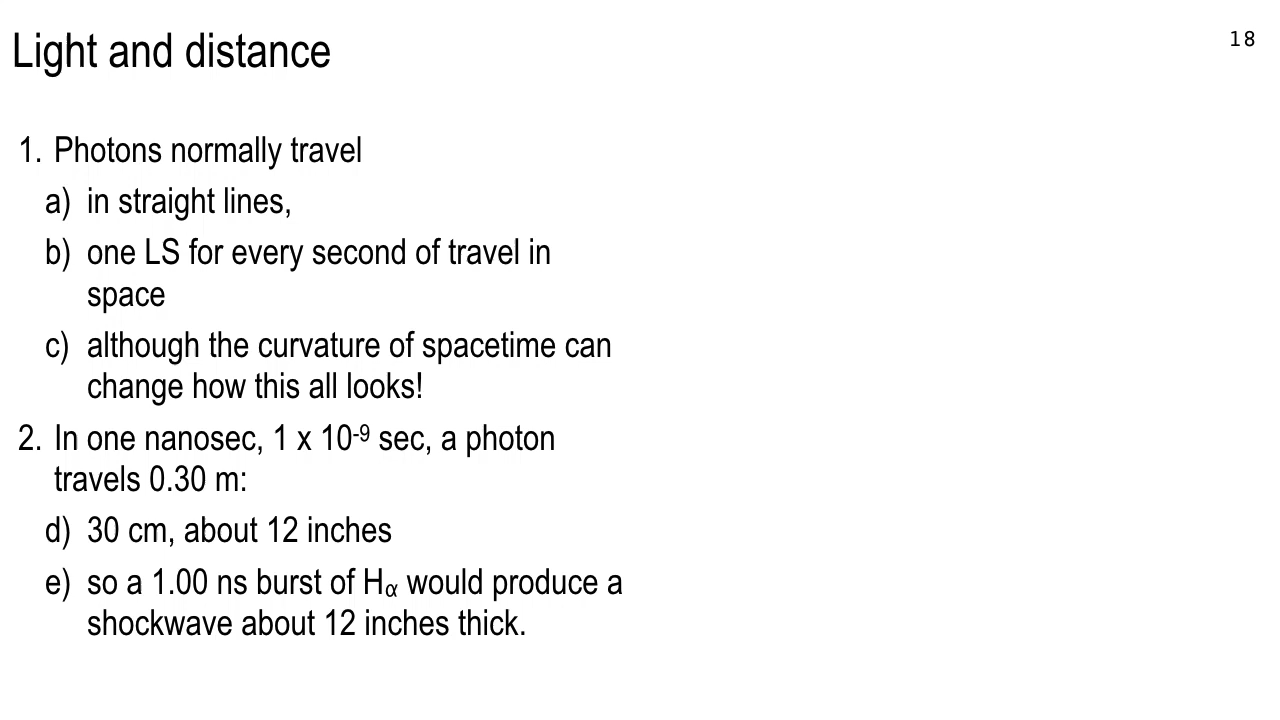 Light and distance
18
1. Photons normally travel
a) in straight lines,
b) one LS for every second of travel in
space
c) although the curvature of spacetime can
change how this all looks!
2. In one nanosec, 1 x 10⁻⁹ sec, a photon
travels 0.30 m:
d) 30 cm, about 12 inches
e) so a 1.00 ns burst of Hα would produce a
shockwave about 12 inches thick.